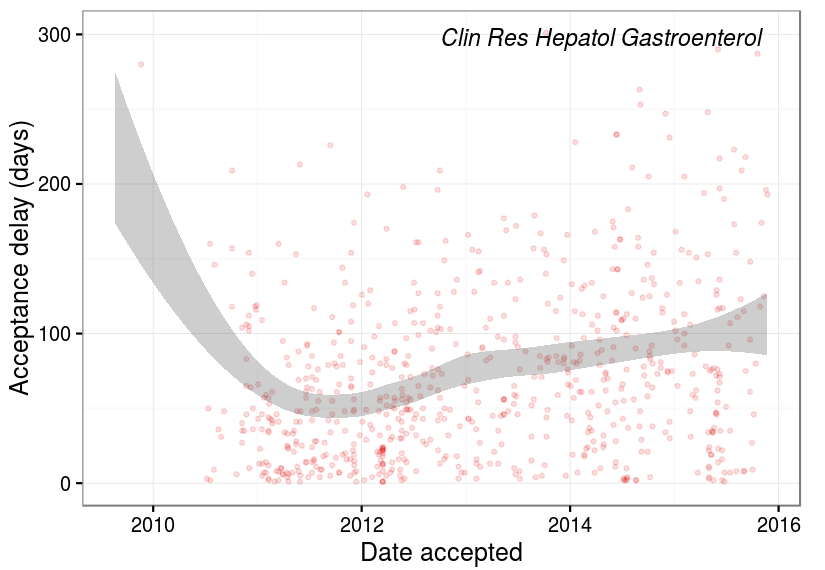 Clin Res Hepatol Gastroenterol
300
200
100
0
Acceptance delay (days)
2010 2012 2014 2016
Date accepted